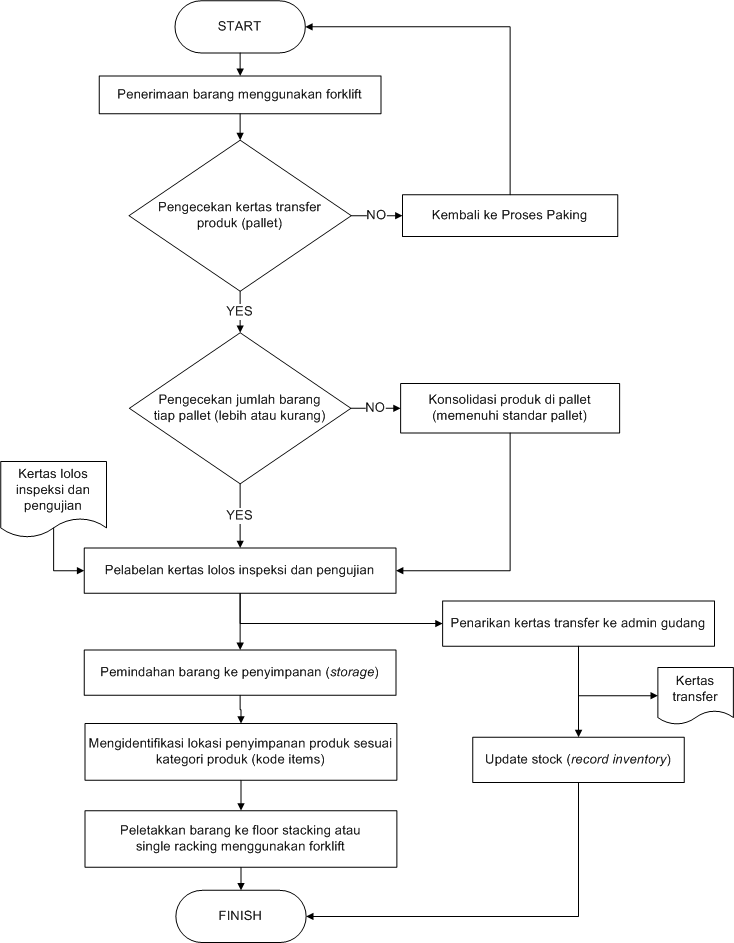 START
Penerimaan barang menggunakan forklift
Pengecekan kertas transfer
produk (pallet)
NO
Kembali ke Proses Paking
YES
Pengecekan jumlah barang
tiap pallet (lebih atau kurang)
NO
Konsolidasi produk di pallet
(memenuhi standar pallet)
Kertas lolos
inspeksi dan
pengujian
YES
Pelabelan kertas lolos inspeksi dan pengujian
Penarikan kertas transfer ke admin gudang
Pemindahan barang ke penyimpanan (storage)
Kertas
transfer
Mengidentifikasi lokasi penyimpanan produk sesuai
kategori produk (kode items)
Update stock (record inventory)
Peletakkan barang ke floor stacking atau
single racking menggunakan forklift
FINISH